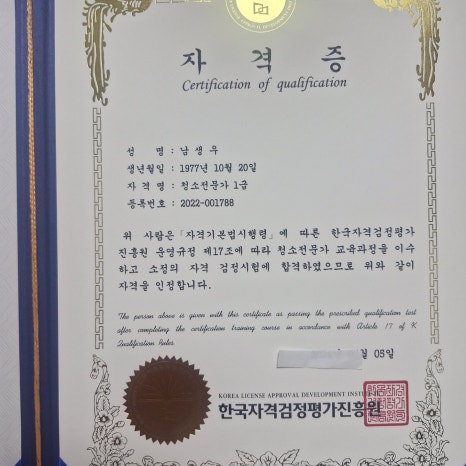 자 격 증
Certification of qualification
성 명 : 남 생 우
생년월일 : 1977년 10월 20일
자 격 명 : 청소전문가 1급
등록번호 : 2022-001788
위 사람은 「자격기본법시행령」에 따른 한국자격검정평가
진흥원 운영규정 제17조에 따라 청소전문가 교육과정을 이수
하고 소정의 자격 검정시험에 합격하였으므로 위와 같이
자격을 인정합니다.
The person above is given with this certificate as passing the prescribed qualification test
after completing the certification training course in accordance with Article 17 of K
Qualification Rules.
월 05일
KOREA LICENSE APPROVAL DEVELOPMENT INSTI
한국자격검정평가진흥원